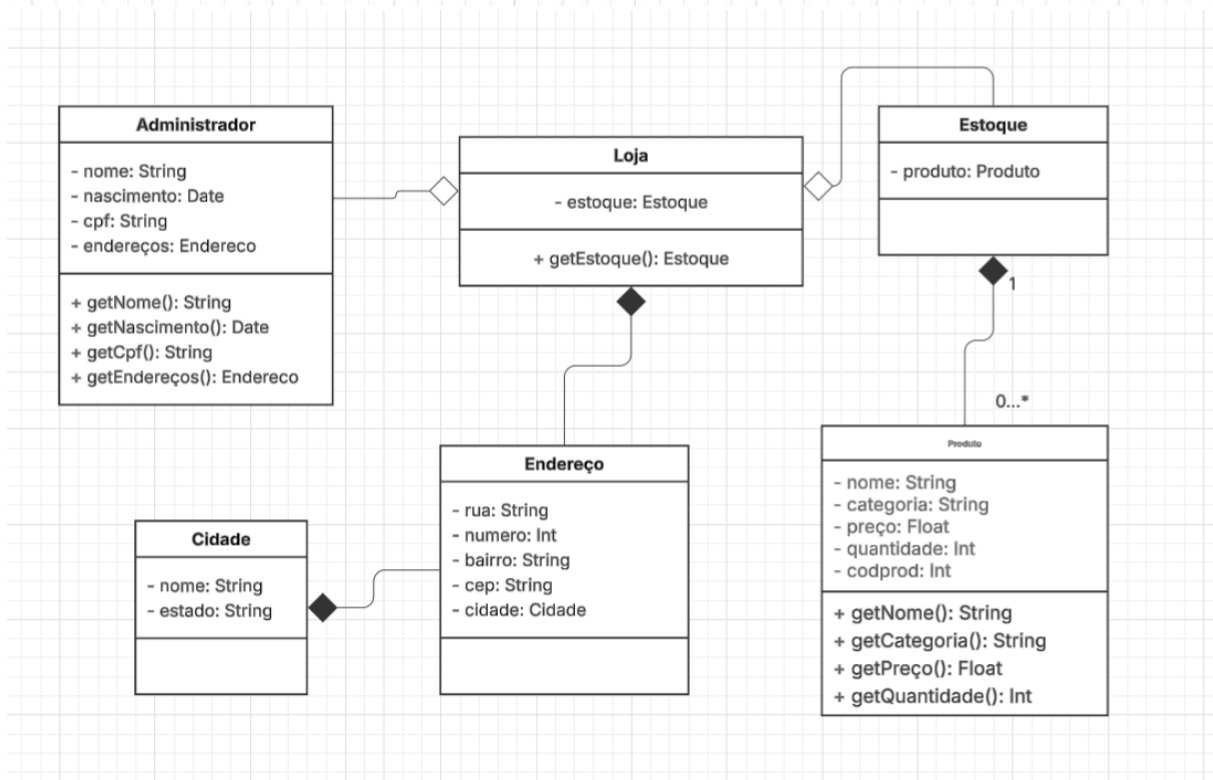 Administrador
- nome: String
- nascimento: Date
- cpf: String
- endereços: Endereco
+ getNome(): String
+ getNascimento(): Date
+ getCpf(): String
+ getEndereços(): Endereco
Loja
- estoque: Estoque
+ getEstoque(): Estoque
Estoque
- produto: Produto
1
0...*
Cidade
- nome: String
- estado: String
Endereço
- rua: String
- numero: Int
- bairro: String
- cep: String
- cidade: Cidade
Produto
- nome: String
- categoria: String
- preço: Float
- quantidade: Int
- codprod: Int
+ getNome(): String
+ getCategoria(): String
+ getPreço(): Float
+ getQuantidade(): Int